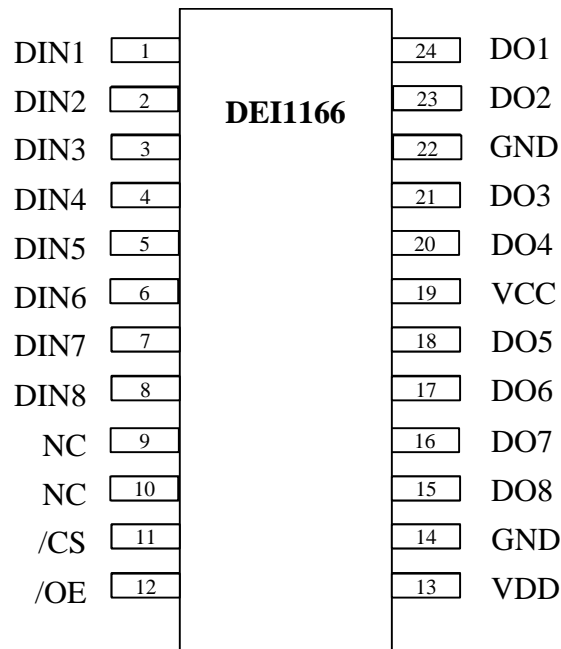 DIN1 1 24 DO1
DIN2 2 DEI1166 23 DO2
DIN3 3 22 GND
DIN4 4 21 DO3
DIN5 5 20 DO4
DIN6 6 19 VCC
DIN7 7 18 DO5
DIN8 8 17 DO6
NC 9 16 DO7
NC 10 15 DO8
/CS 11 14 GND
/OE 12 13 VDD